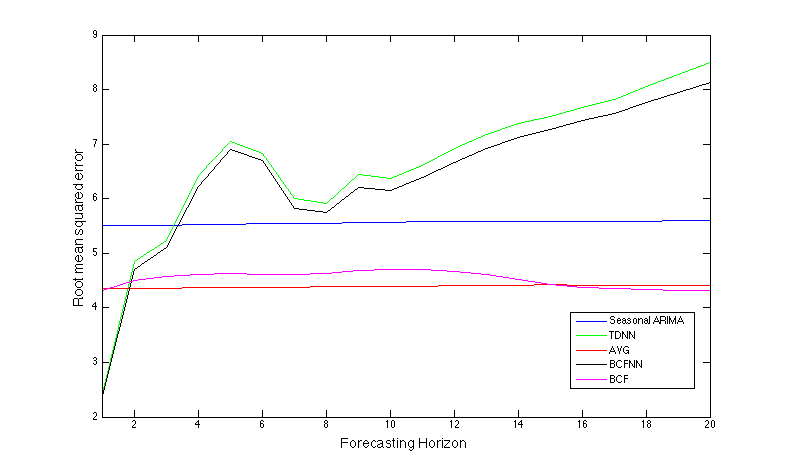 9
8
7
6
5
4
3
2
2 4 6 8 10 12 14 16 18 20
Root mean squared error
Forecasting Horizon
Seasonal ARIMA
TDNN
AVG
BCFNN
BCF